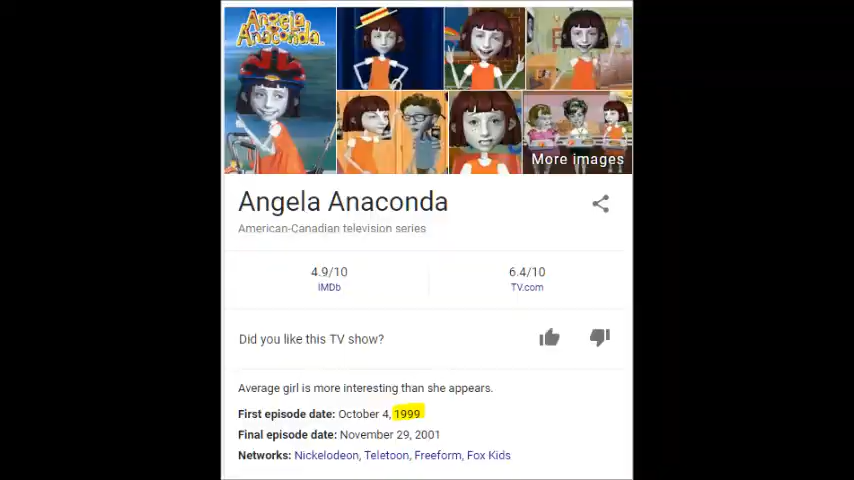 Angela
Anaconda
More images
Angela Anaconda
American-Canadian television series
4.9/10
IMDb
6.4/10
TV.com
Did you like this TV show?
Average girl is more interesting than she appears.
First episode date: October 4, 1999
Final episode date: November 29, 2001
Networks: Nickelodeon, Teletoon, Freeform, Fox Kids